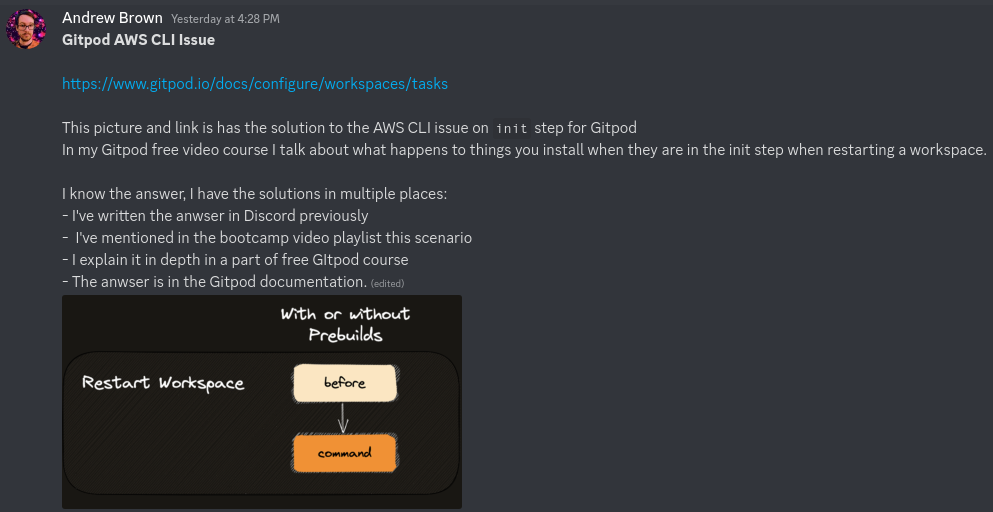 Andrew Brown Yesterday at 4:28 PM
Gitpod AWS CLI Issue
https://www.gitpod.io/docs/configure/workspaces/tasks
This picture and link is has the solution to the AWS CLI issue on init step for Gitpod
In my Gitpod free video course I talk about what happens to things you install when they are in the init step when restarting a workspace.
I know the answer, I have the solutions in multiple places:
- I've written the anwser in Discord previously
- I've mentioned in the bootcamp video playlist this scenario
- I explain it in depth in a part of free GItpod course
- The anwser is in the Gitpod documentation. (edited)
With or without
Prebuilds
Restart Workspace
before
command